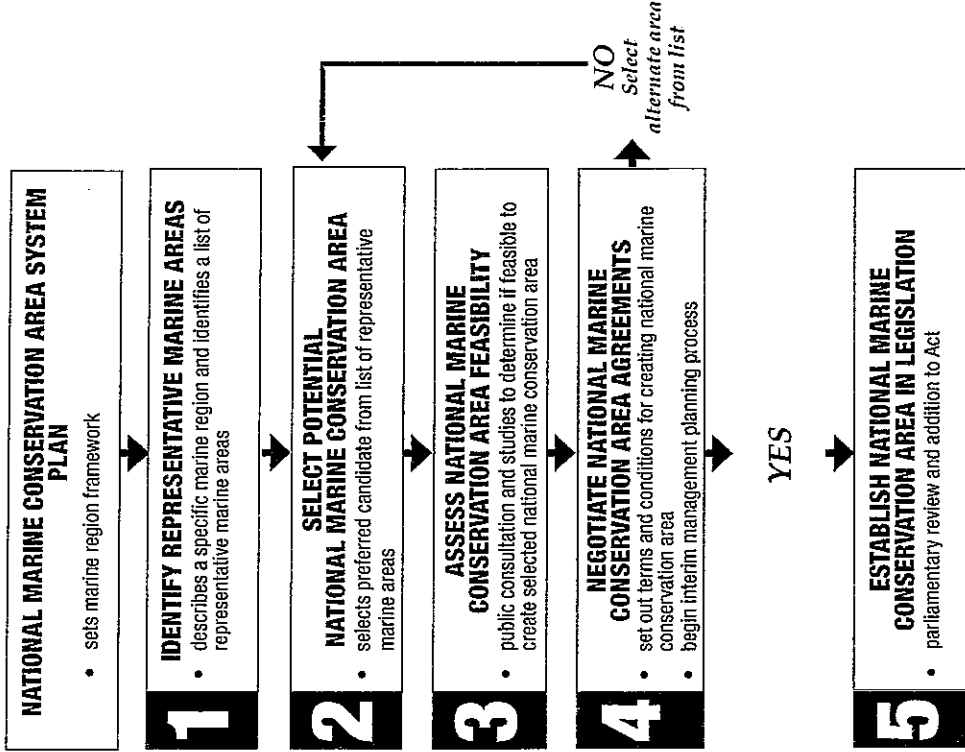 NATIONAL MARINE CONSERVATION AREA SYSTEM
PLAN
• sets marine region framework
1
IDENTIFY REPRESENTATIVE MARINE AREAS
• describes a specific marine region and identifies a list of
representative marine areas
2
SELECT POTENTIAL
NATIONAL MARINE CONSERVATION AREA
• selects preferred candidate from list of representative
marine areas
3
ASSESS NATIONAL MARINE
CONSERVATION AREA FEASIBILITY
• public consultation and studies to determine if feasible to
create selected national marine conservation area
4
NEGOTIATE NATIONAL MARINE
CONSERVATION AREA AGREEMENTS
• set out terms and conditions for creating national marine
conservation area
• begin interim management planning process
NO
Select
alternate area
from list
YES
5
ESTABLISH NATIONAL MARINE
CONSERVATION AREA IN LEGISLATION
• parliamentary review and addition to Act